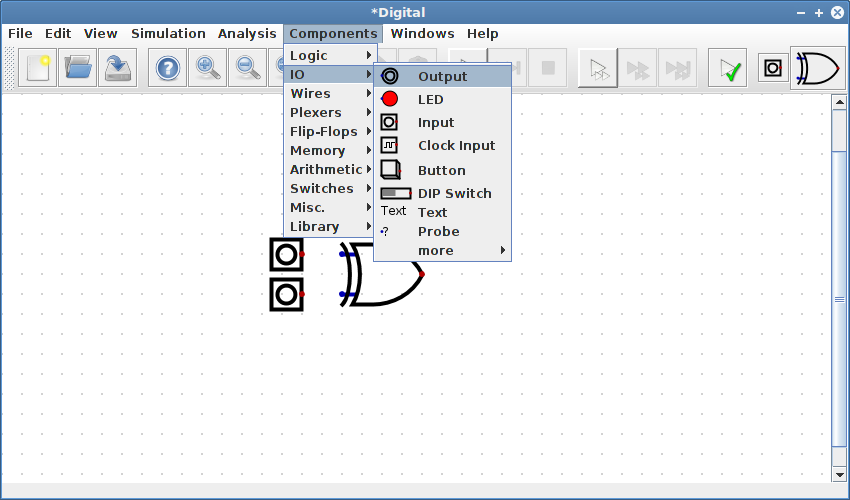 *Digital
File Edit View Simulation Analysis Components Windows Help
Logic
IO
Wires
Plexers
Flip-Flops
Memory
Arithmetic
Switches
Misc.
Library
Output
LED
Input
Clock Input
Button
DIP Switch
Text Text
? Probe
more